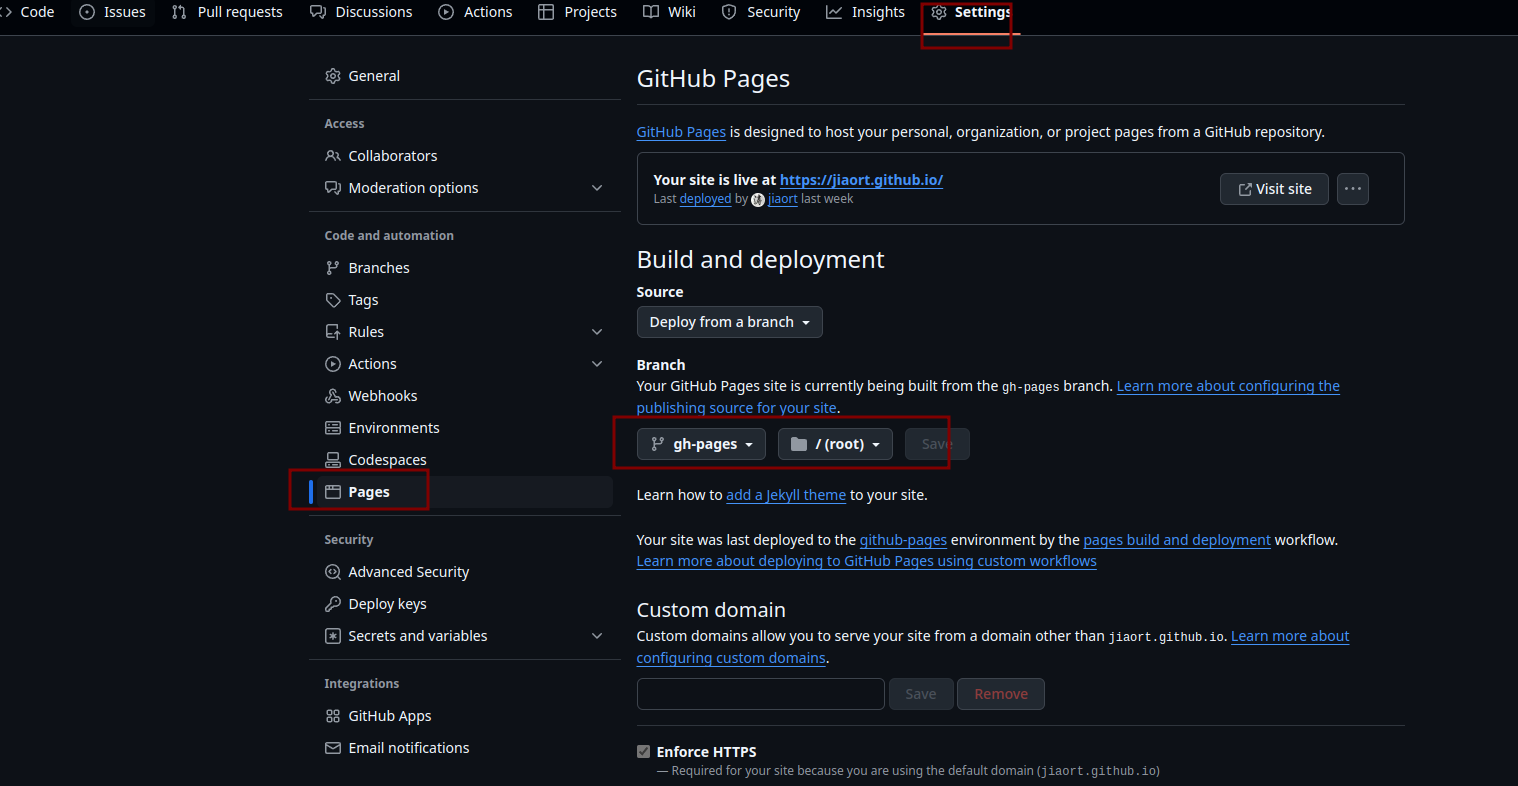 Code Issues Pull requests Discussions Actions Projects Wiki Security Insights Settings
General
Access
Collaborators
Moderation options
Code and automation
Branches
Tags
Rules
Actions
Webhooks
Environments
Codespaces
Pages
Security
Advanced Security
Deploy keys
Secrets and variables
Integrations
GitHub Apps
Email notifications
GitHub Pages
GitHub Pages is designed to host your personal, organization, or project pages from a GitHub repository.
Your site is live at https://jiaort.github.io/
Last deployed by jiaort last week
Visit site
Build and deployment
Source
Deploy from a branch
Branch
Your GitHub Pages site is currently being built from the gh-pages branch. Learn more about configuring the
publishing source for your site.
gh-pages / (root) Save
Learn how to add a Jekyll theme to your site.
Your site was last deployed to the github-pages environment by the pages build and deployment workflow.
Learn more about deploying to GitHub Pages using custom workflows
Custom domain
Custom domains allow you to serve your site from a domain other than jiaort.github.io. Learn more about
configuring custom domains.
Save Remove
Enforce HTTPS
— Required for your site because you are using the default domain (jiaort.github.io)